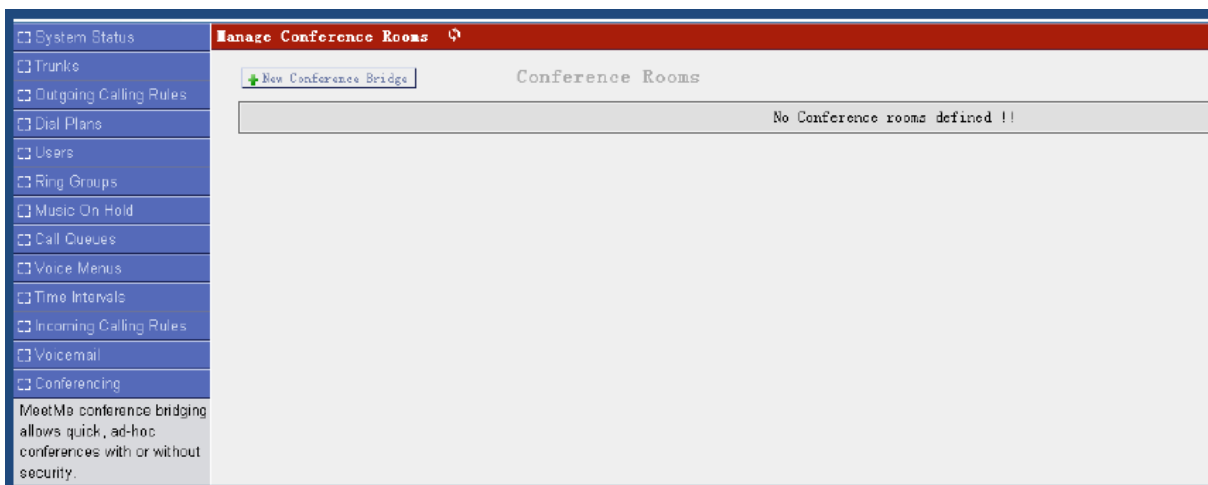 System Status
Trunks
Outgoing Calling Rules
Dial Plans
Users
Ring Groups
Music On Hold
Call Queues
Voice Menus
Time Intervals
Incoming Calling Rules
Voicemail
Conferencing
MeetMe conference bridging
allows quick, ad-hoc
conferences with or without
security.
Manage Conference Rooms
New Conference Bridge
Conference Rooms
No Conference rooms defined !!